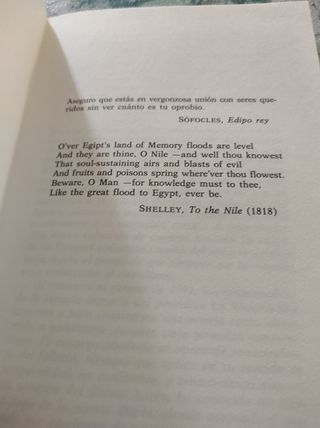 Aseguro que estás en vergonzosa unión con seres que-
ridos sin ver cuánto es tu oprobio.
SÓFOCLES, Edipo rey
O'ver Egipt's land of Memory floods are level
And they are thine, O Nile —and well thou knowest
That soul-sustaining airs and blasts of evil
And fruits and poisons spring where'ver thou flowest.
Beware, O Man —for knowledge must to thee,
Like the great flood to Egypt, ever be.
SHELLEY, To the Nile (1818)